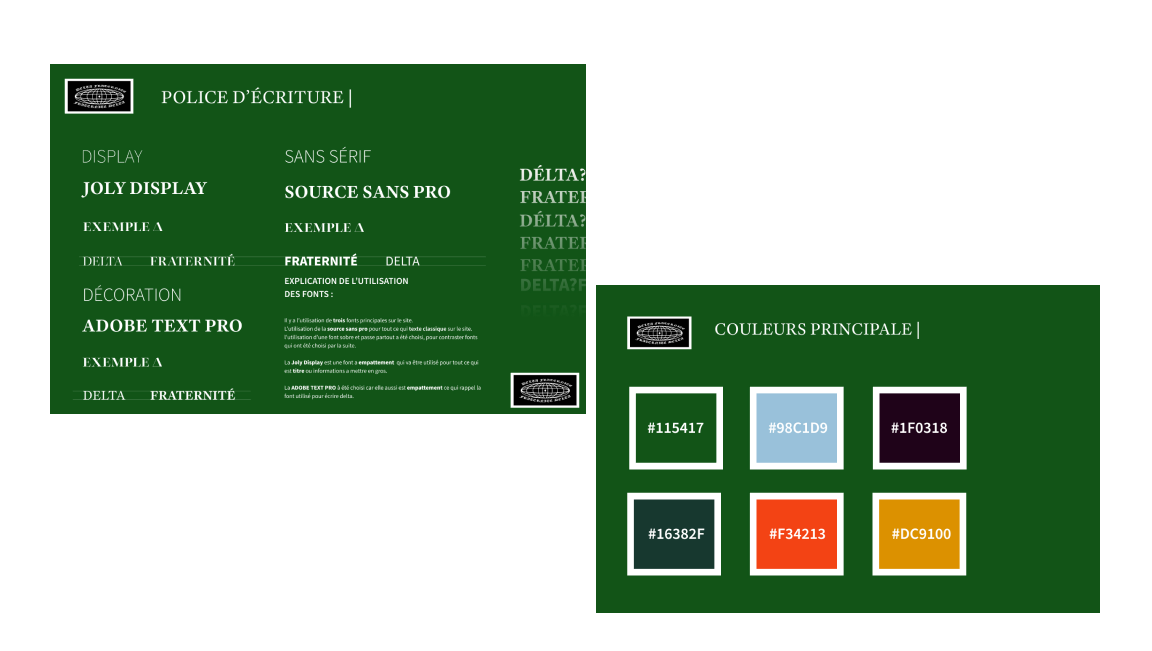 POLICE D'ÉCRITURE |
DISPLAY
JOLY DISPLAY
EXEMPLE Δ
DELTA FRATERNITÉ
DÉCORATION
ADOBE TEXT PRO
EXEMPLE Δ
DELTA FRATERNITÉ
SANS SÉRIF
SOURCE SANS PRO
EXEMPLE Δ
FRATERNITÉ DELTA
EXPLICATION DE L'UTILISATION
DES FONTS :
Il y a l'utilisation de trois fonts principales sur le site.
L'utilisation de la source sans pro pour tout ce qui texte classique sur le site,
l'utilisation d'une font sobre et passe partout a été choisi, pour contraster fonts
qui ont été choisi par la suite.
La Joly Display est une font a empattement qui va être utilisé pour tout ce qui
est titre ou informations a mettre en gros.
La ADOBE TEXT PRO à été choisi car elle aussi est empattement ce qui rappel la
font utilisé pour écrire delta.
DÉLTA?
FRATER
DÉLTA?
FRATER
FRATER
DELTA?F
DELTA?F
COULEURS PRINCIPALE |
#115417
#98C1D9
#1F0318
#16382F
#F34213
#DC9100